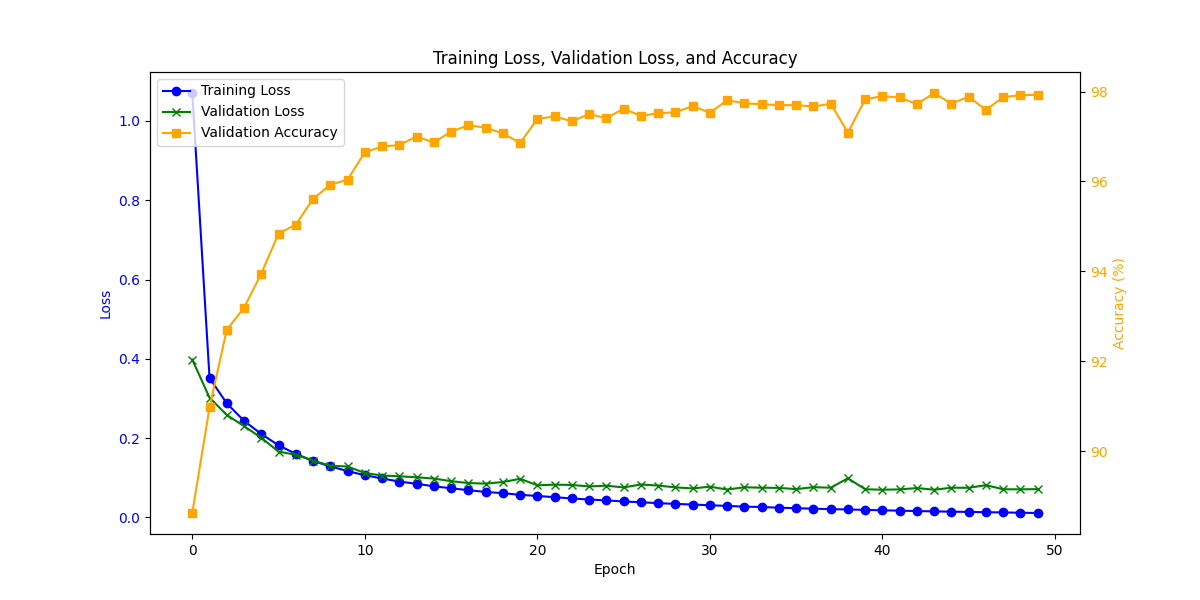 Training Loss, Validation Loss, and Accuracy
Training Loss
Validation Loss
Validation Accuracy
1.0
0.8
0.6
0.4
0.2
0.0
Loss
98
96
94
92
90
Accuracy (%)
0 10 20 30 40 50
Epoch